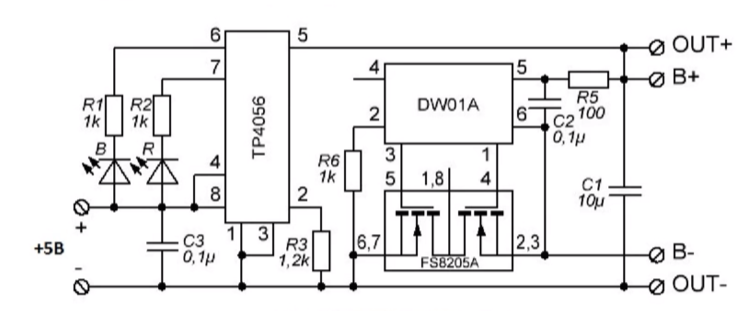 6
5
OUT+
7
4
5
B+
R1
1k
R2
1k
TP4056
DW01A
R5
100
2
6
C2
0,1µ
B
R
4
R6
1k
3
1
5
1,8
4
C1
10µ
8
2
+
+5В
-
C3
0,1µ
1
3
R3
1,2k
6,7
2,3
FS8205A
B-
OUT-